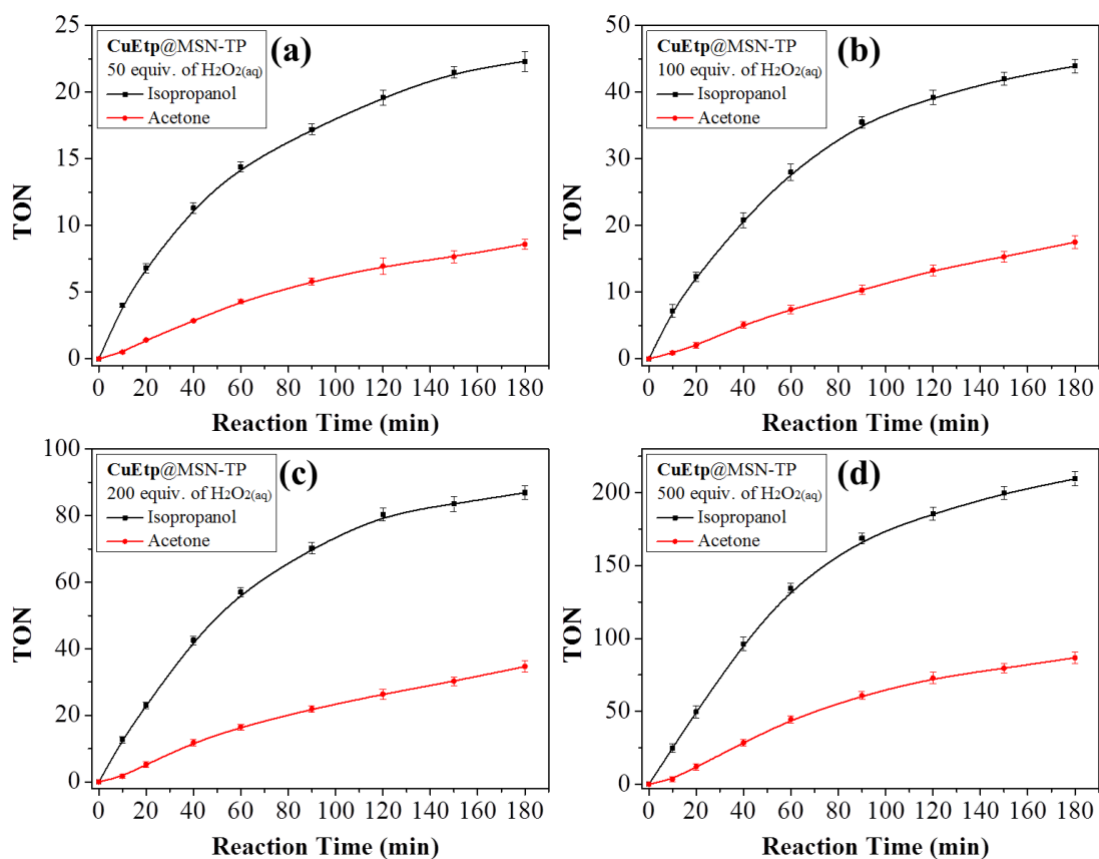 (a)
CuEtp@MSN-TP
50 equiv. of H2O2(aq)
Isopropanol
Acetone
TON
25
20
15
10
5
0
0 20 40 60 80 100 120 140 160 180
Reaction Time (min)
(b)
CuEtp@MSN-TP
100 equiv. of H2O2(aq)
Isopropanol
Acetone
TON
50
40
30
20
10
0
0 20 40 60 80 100 120 140 160 180
Reaction Time (min)
(c)
CuEtp@MSN-TP
200 equiv. of H2O2(aq)
Isopropanol
Acetone
TON
100
80
60
40
20
0
0 20 40 60 80 100 120 140 160 180
Reaction Time (min)
(d)
CuEtp@MSN-TP
500 equiv. of H2O2(aq)
Isopropanol
Acetone
TON
200
150
100
50
0
0 20 40 60 80 100 120 140 160 180
Reaction Time (min)